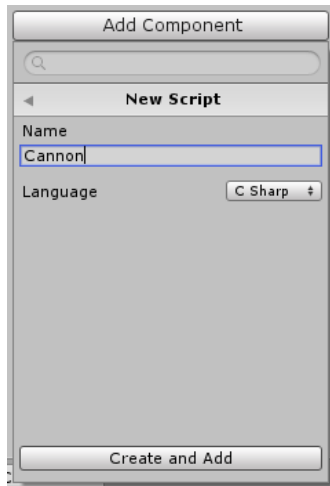 Add Component
New Script
Name
Cannon
Language C Sharp
Create and Add